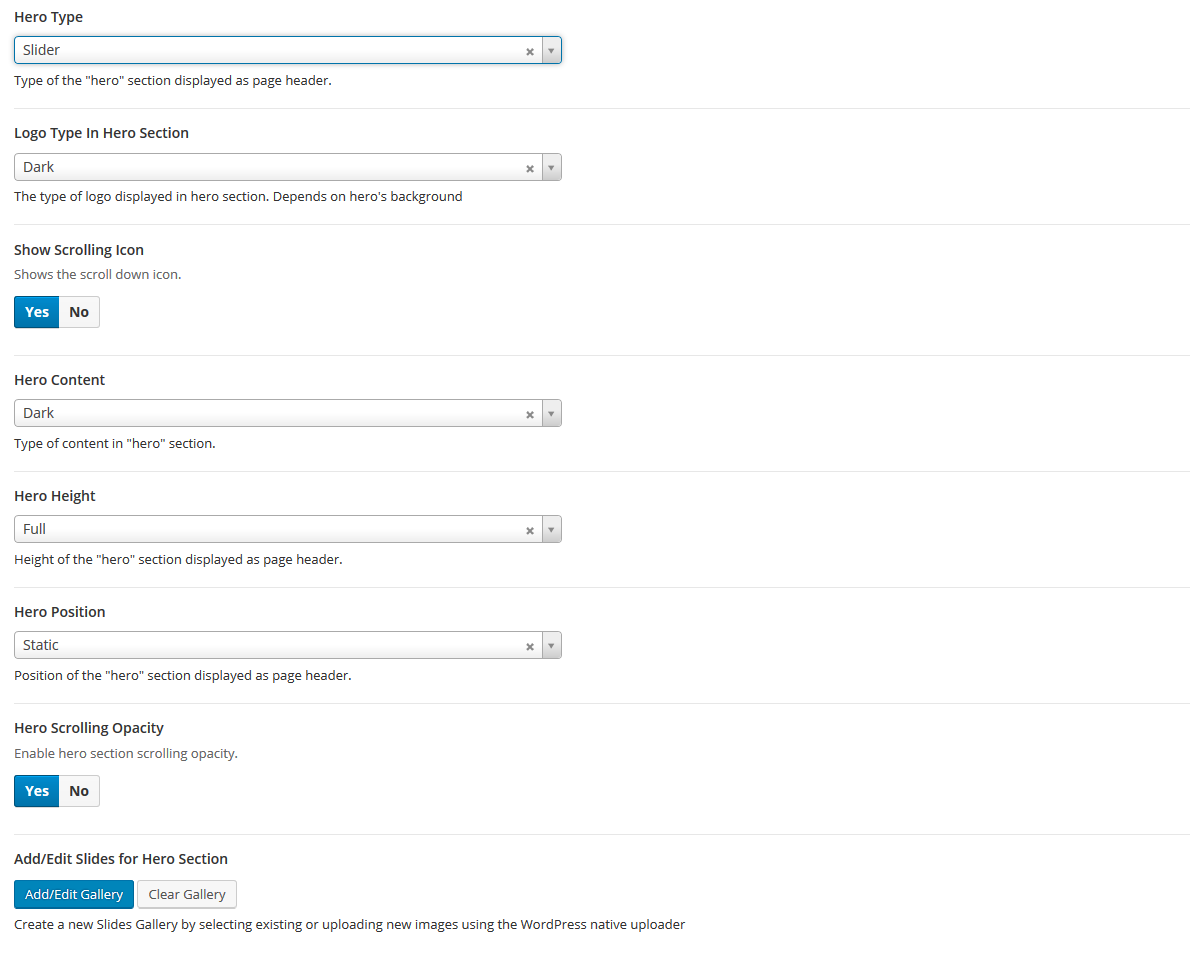 Hero Type
Slider
Type of the "hero" section displayed as page header.
Logo Type In Hero Section
Dark
The type of logo displayed in hero section. Depends on hero's background
Show Scrolling Icon
Shows the scroll down icon.
Yes No
Hero Content
Dark
Type of content in "hero" section.
Hero Height
Full
Height of the "hero" section displayed as page header.
Hero Position
Static
Position of the "hero" section displayed as page header.
Hero Scrolling Opacity
Enable hero section scrolling opacity.
Yes No
Add/Edit Slides for Hero Section
Add/Edit Gallery Clear Gallery
Create a new Slides Gallery by selecting existing or uploading new images using the WordPress native uploader